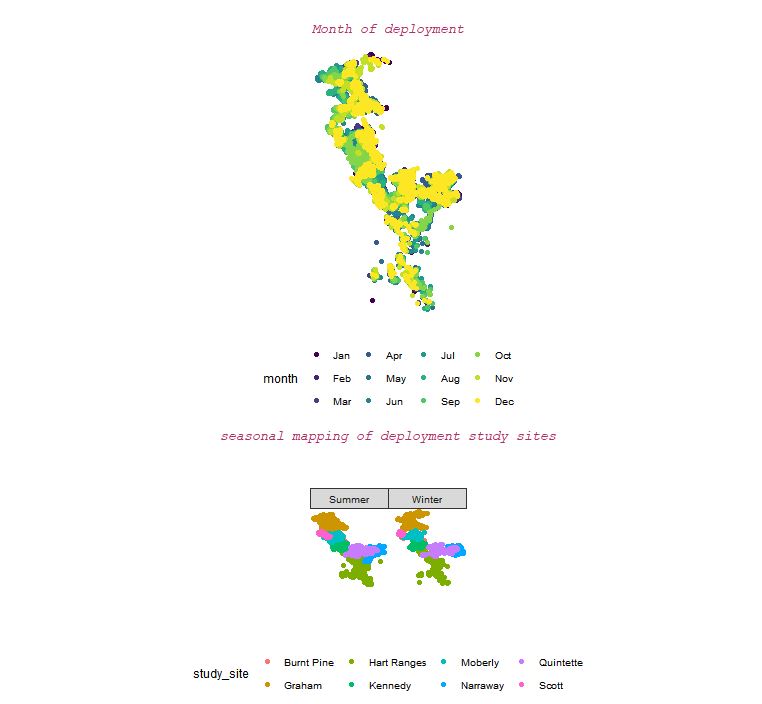 Month of deployment
Jan Apr Jul Oct
month Feb May Aug Nov
Mar Jun Sep Dec
seasonal mapping of deployment study sites
Summer Winter
Burnt Pine Hart Ranges Moberly Quintette
study_site
Graham Kennedy Narraway Scott